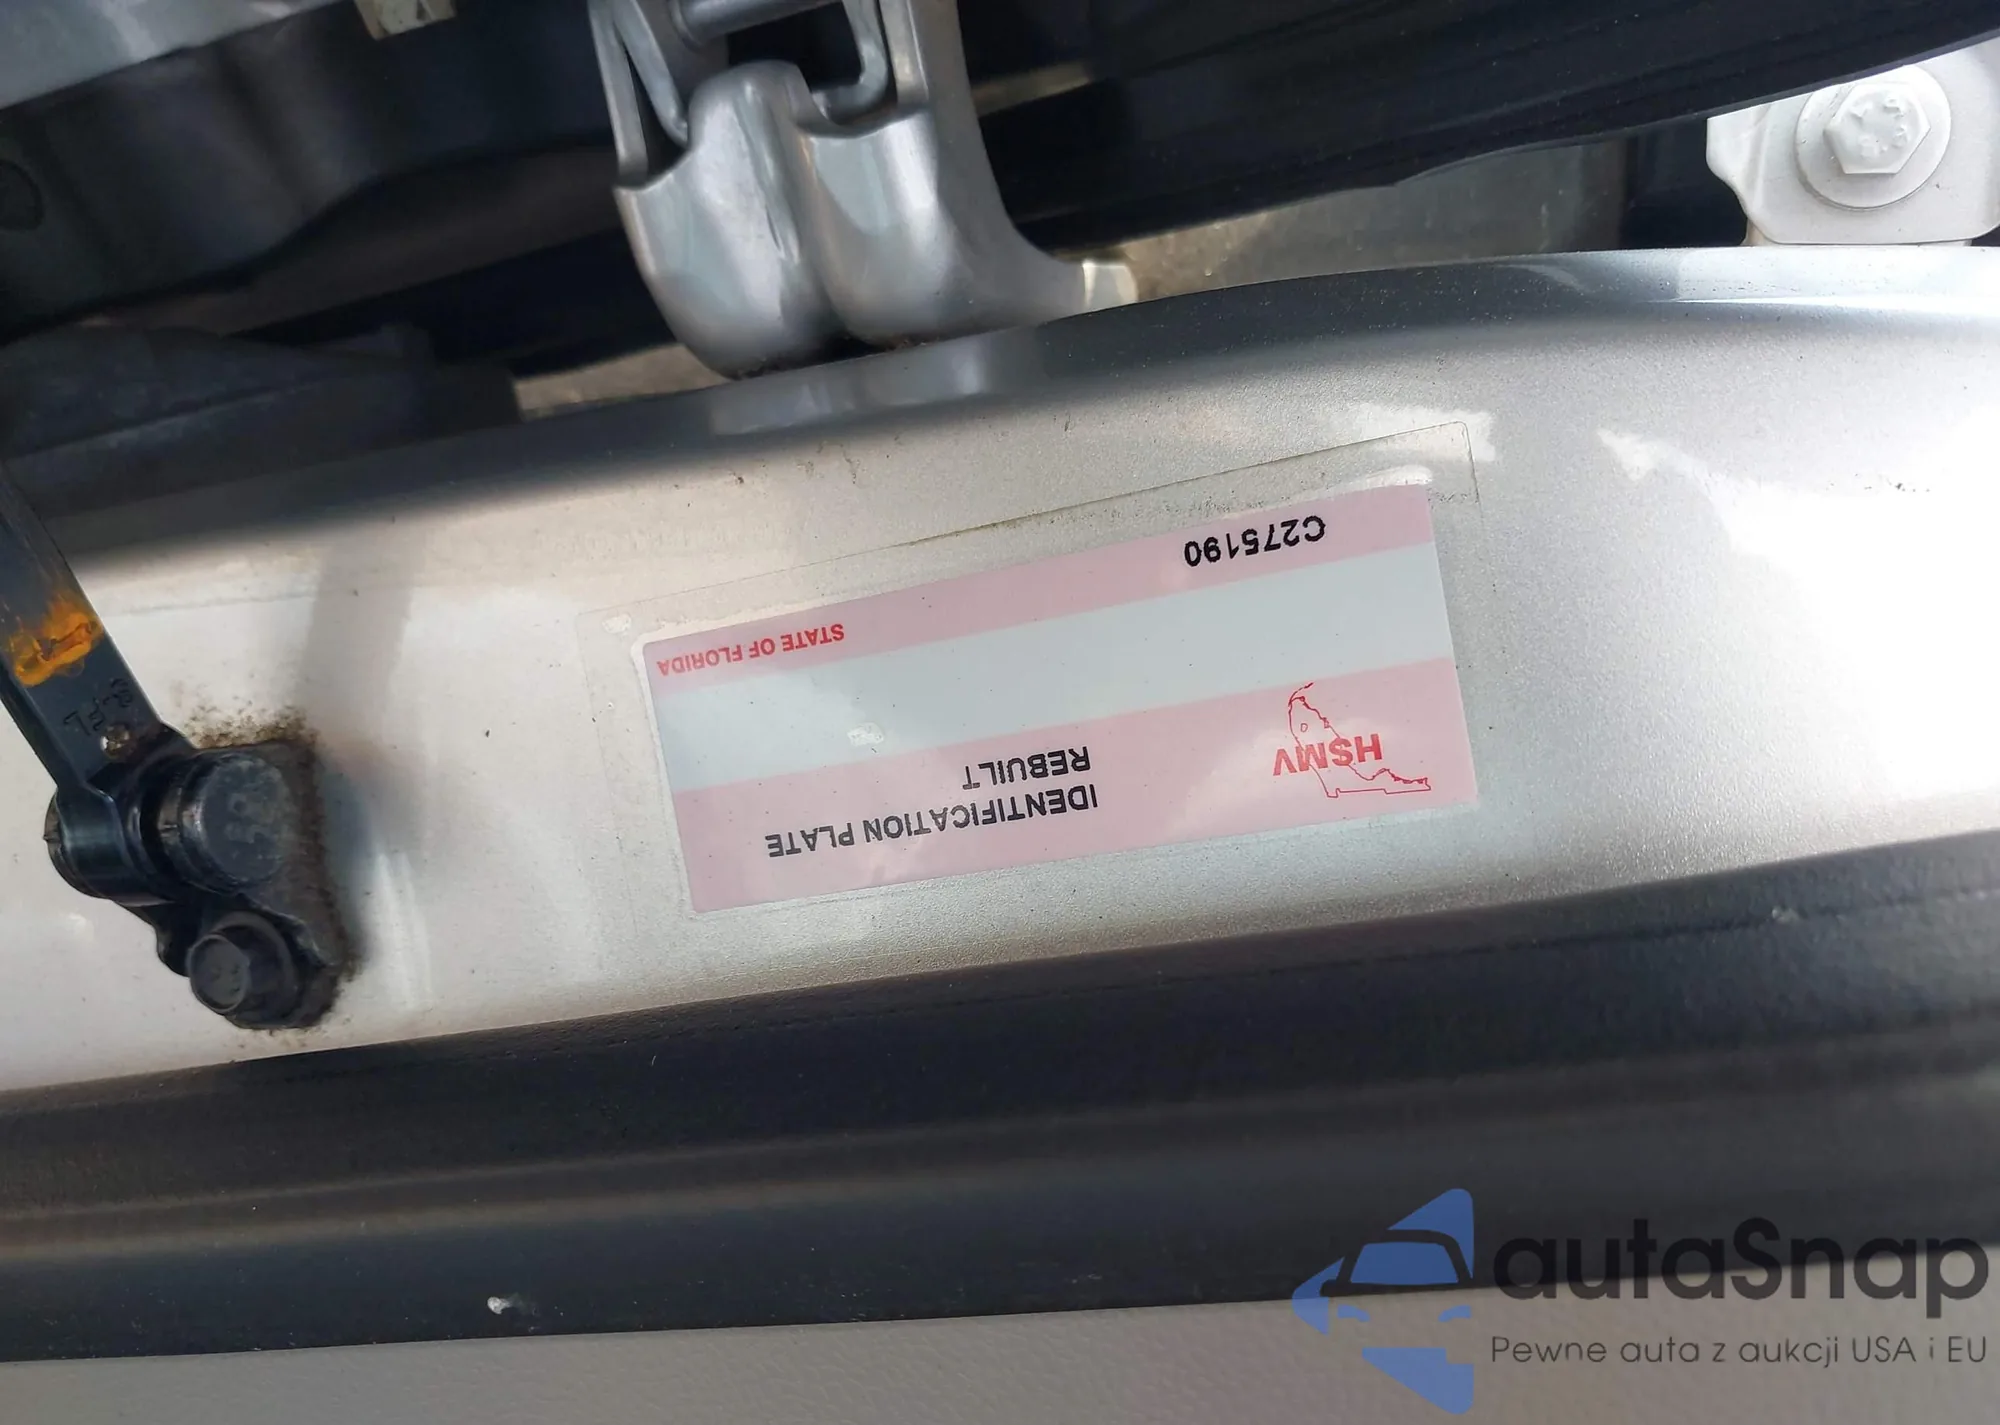 IDENTIFICATION PLATE
REBUILT
HSMV
STATE OF FLORIDA
C275190
autaSnap
Pewne auta z aukcji USA i EU